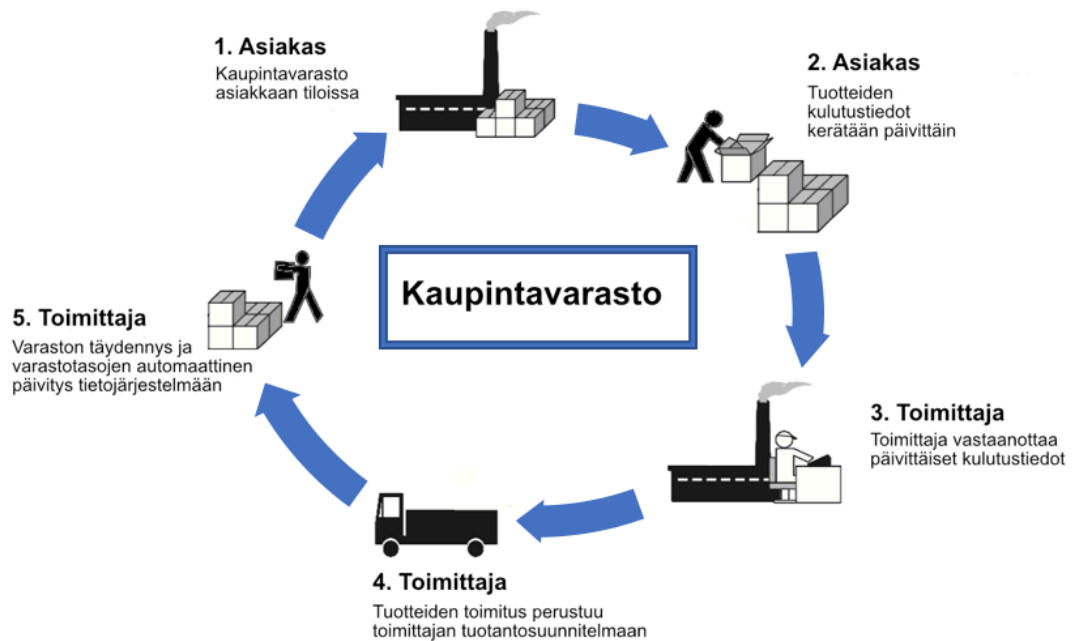 1. Asiakas
Kaupintavarasto
asiakkaan tiloissa
2. Asiakas
Tuotteiden
kulutustiedot
kerätään päivittäin
Kaupintavarasto
3. Toimittaja
Toimittaja vastaanottaa
päivittäiset kulutustiedot
4. Toimittaja
Tuotteiden toimitus perustuu
toimittajan tuotantosuunnitelmaan
5. Toimittaja
Varaston täydennys ja
varastotasojen automaattinen
päivitys tietojärjestelmään